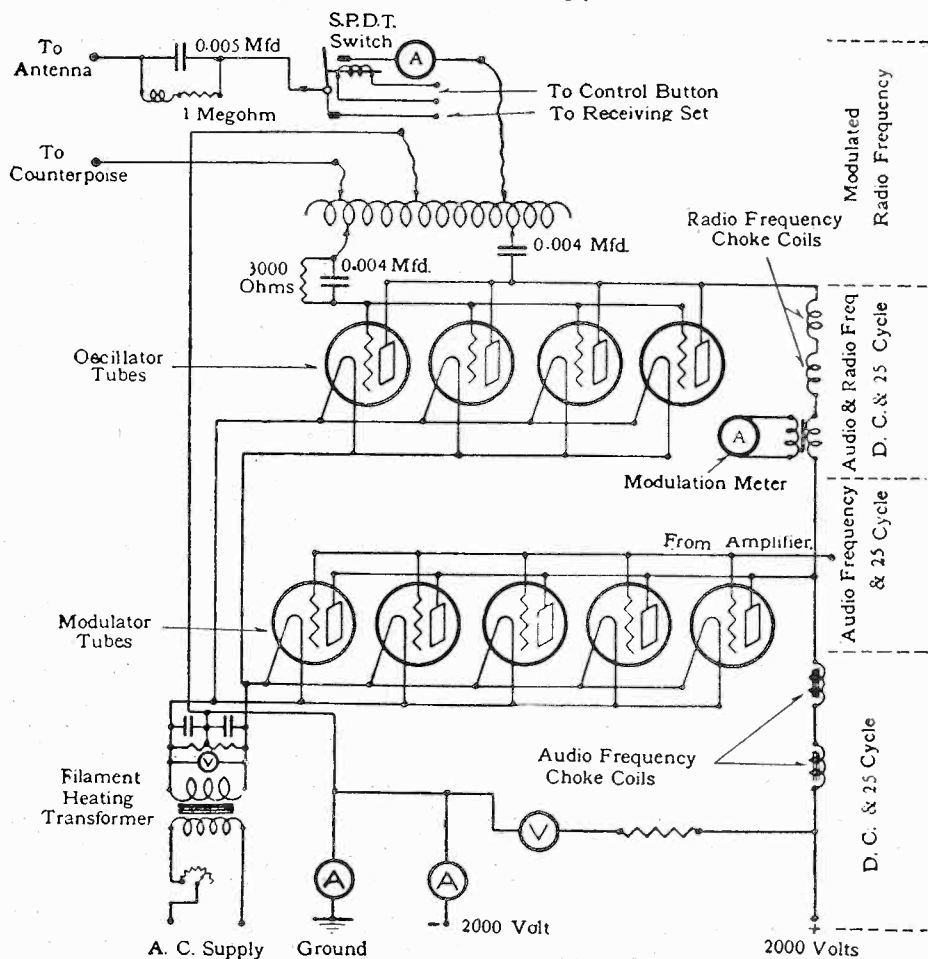 S.P.D.T.
Switch
0.005 Mfd
To
Antenna
A
1 Megohm
To Control Button
To Receiving Set
To
Counterpoise
Modulated
Radio Frequency
Radio Frequency
Choke Coils
0.004 Mfd.
3000
Ohms
0.004 Mfd.
Oscillator
Tubes
Audio & Radio Freq
D. C. & 25 Cycle
A
Modulation Meter
From Amplifier.
Audio Frequency
& 25 Cycle
Modulator
Tubes
V
Filament
Heating
Transformer
Audio Frequency
Choke Coils
D. C. & 25 Cycle
V
A
A
− 2000 Volt
+
A. C. Supply
Ground
2000 Volts